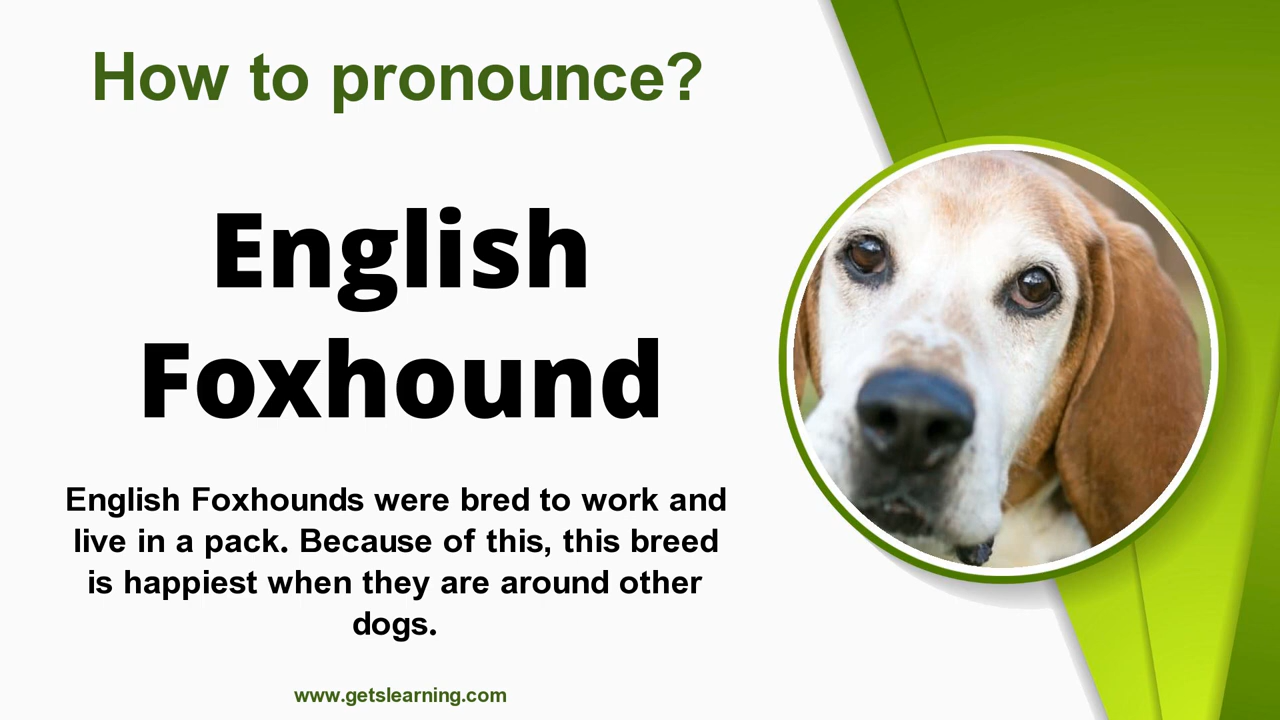 How to pronounce?
English
Foxhound
English Foxhounds were bred to work and
live in a pack. Because of this, this breed
is happiest when they are around other
dogs.
www.getslearning.com